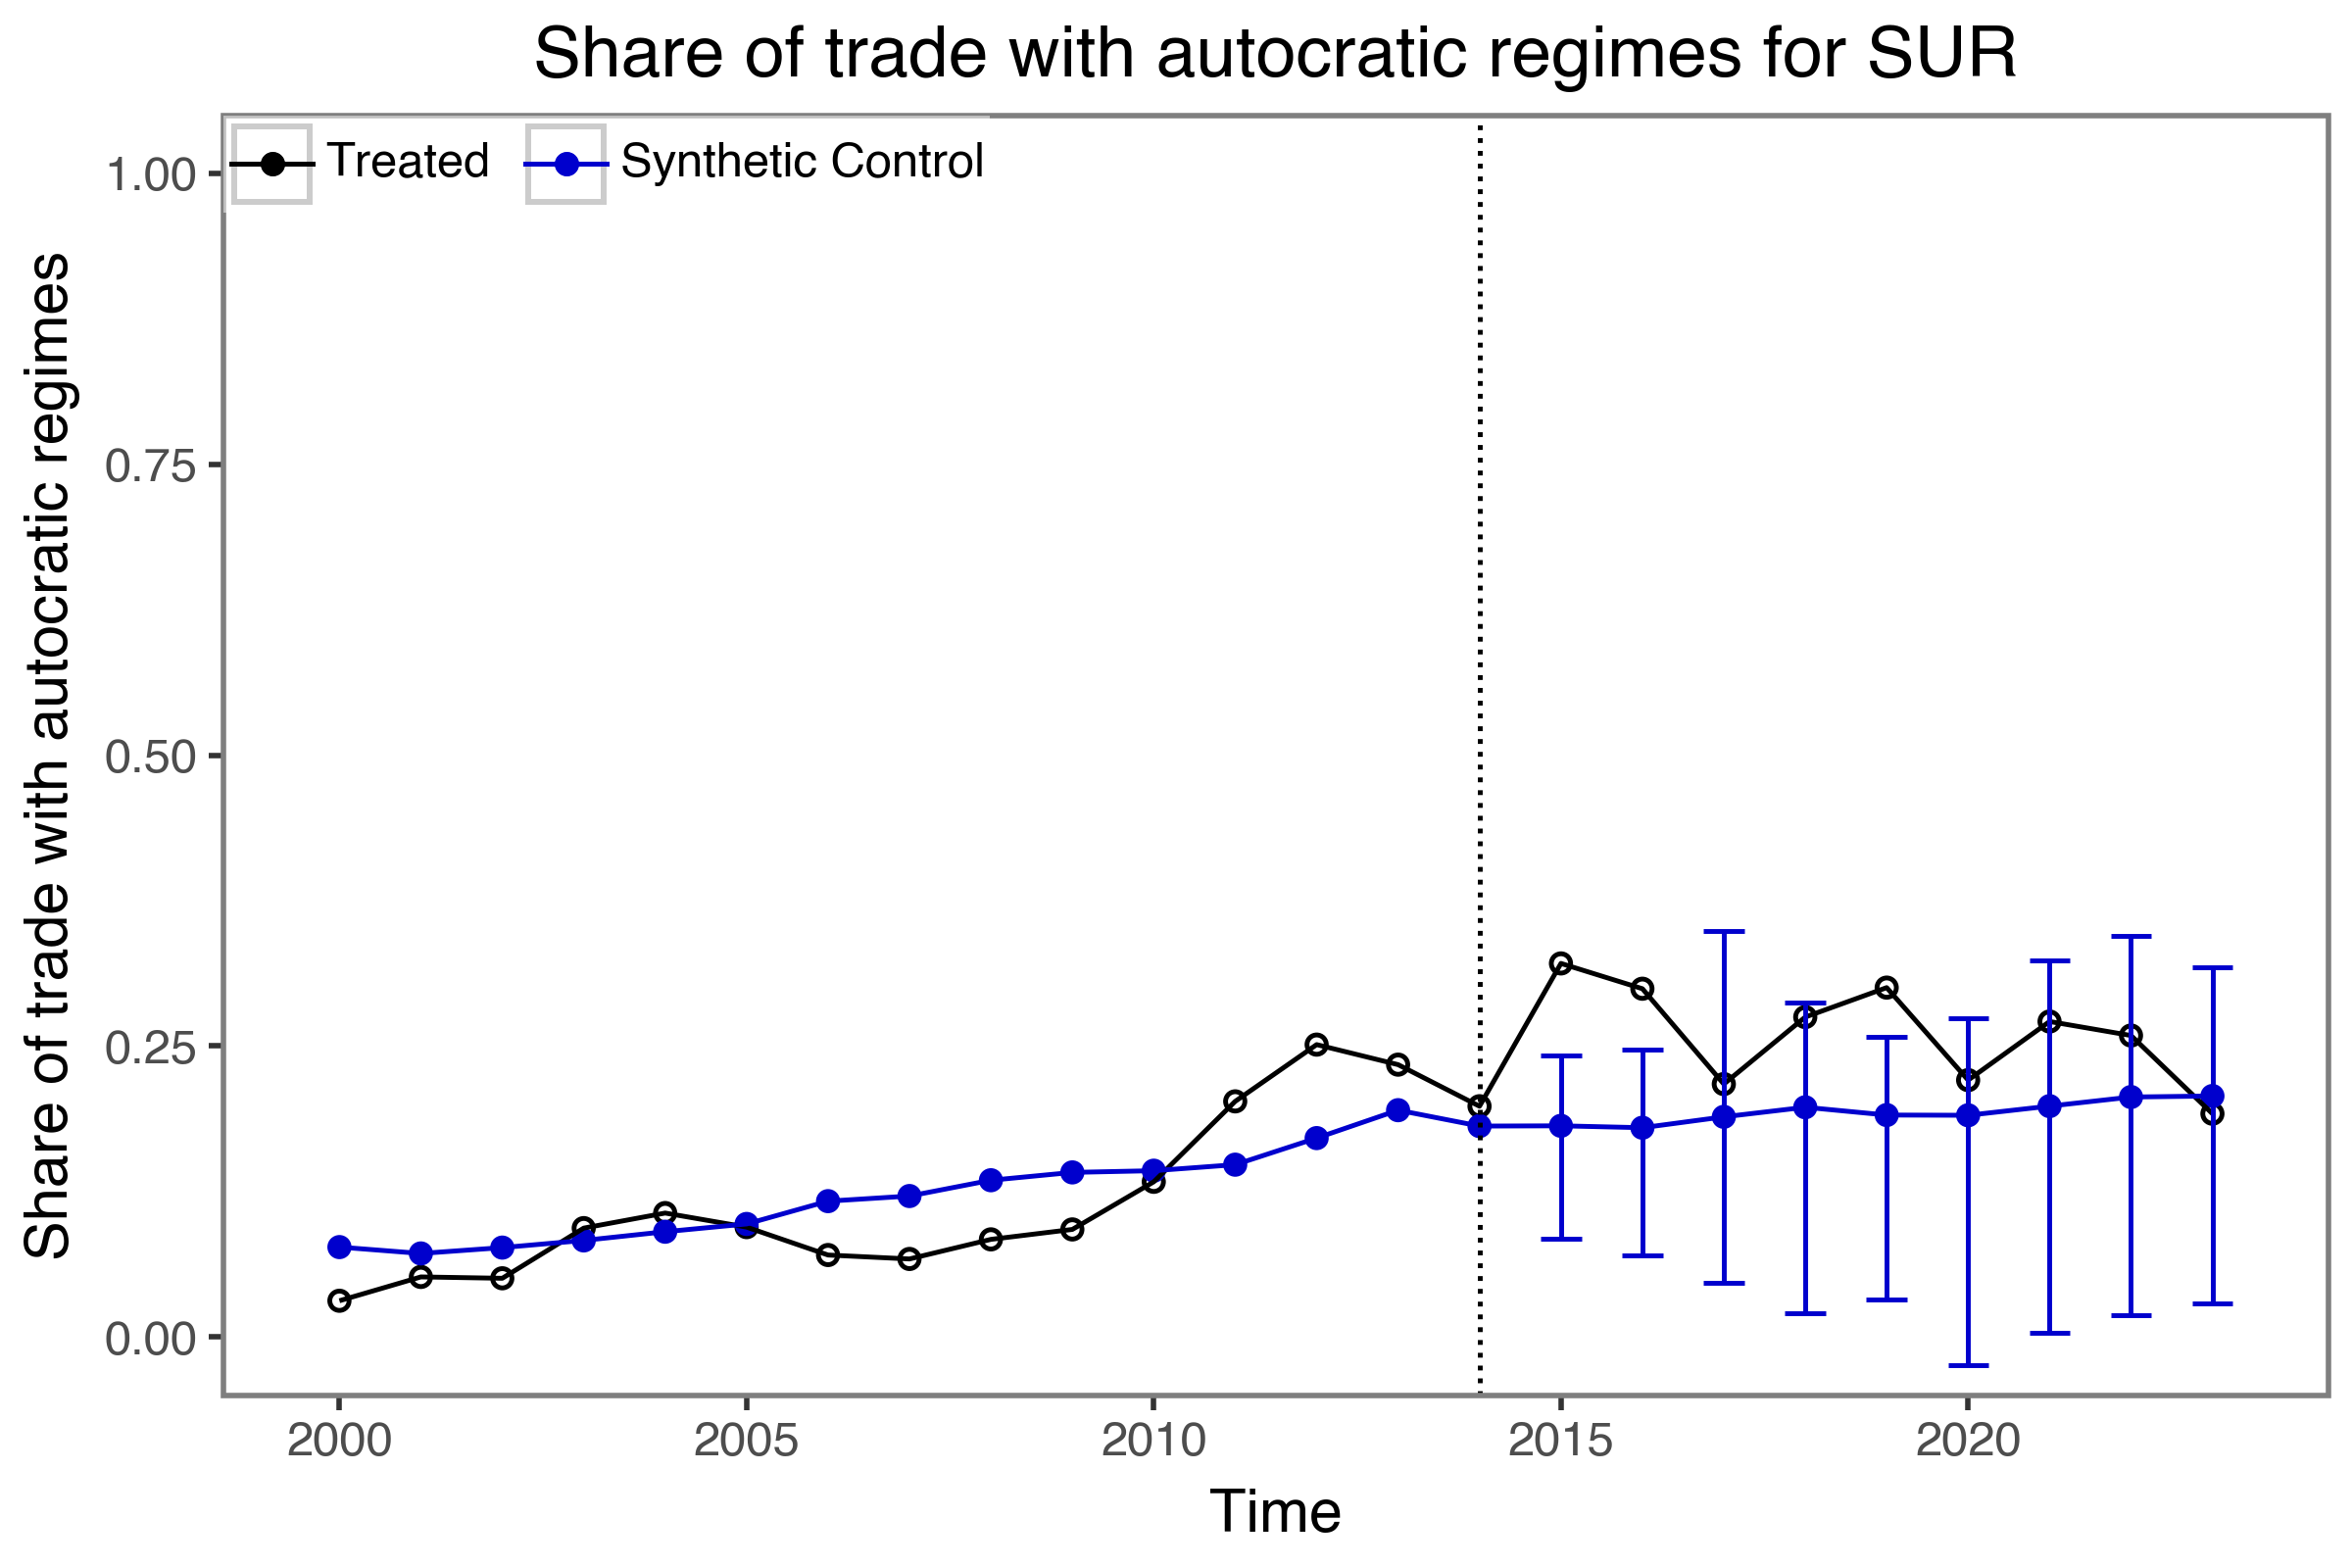 Share of trade with autocratic regimes for SUR
Treated
Synthetic Control
Share of trade with autocratic regimes
1.00
0.75
0.50
0.25
0.00
2000
2005
2010
2015
2020
Time